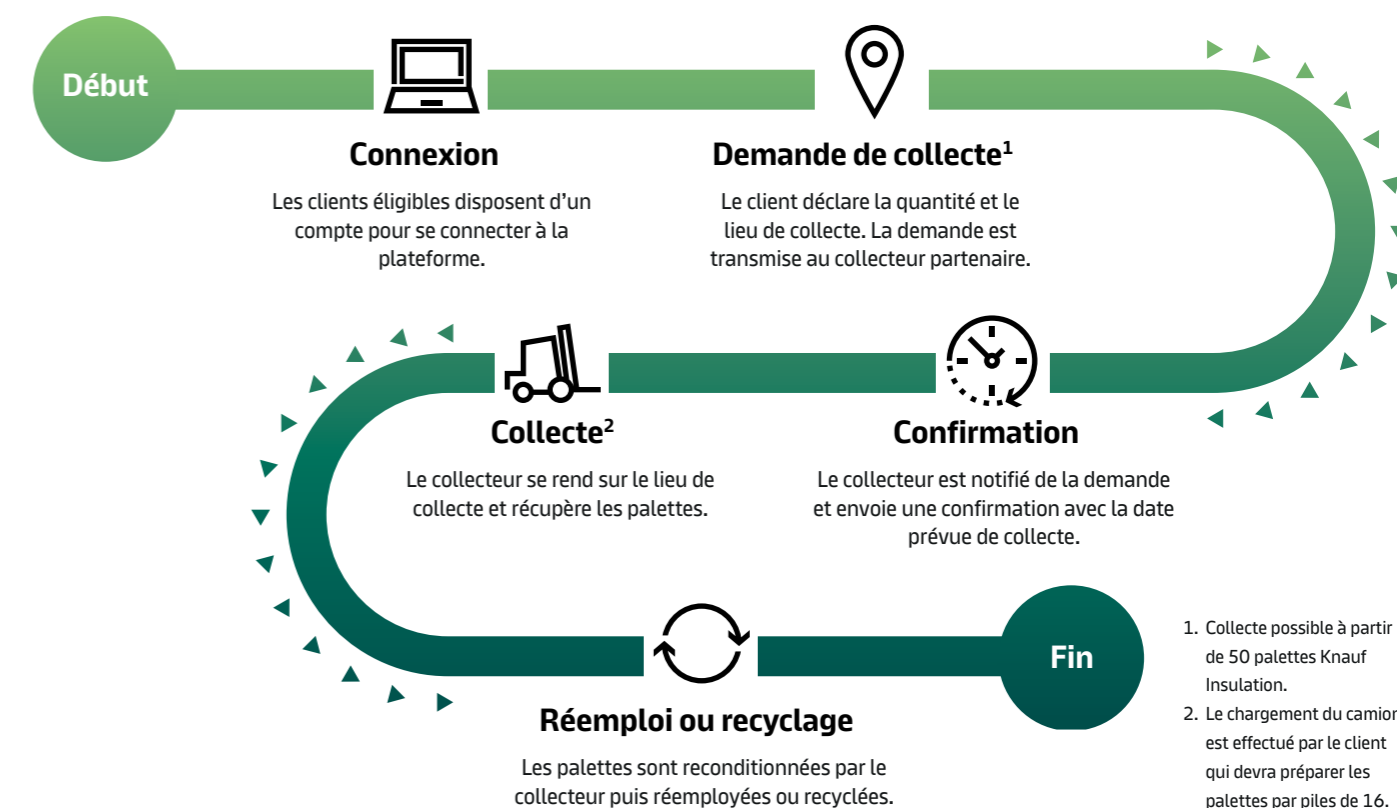 Début
Connexion
Les clients éligibles disposent d’un
compte pour se connecter à la
plateforme.
Demande de collecte¹
Le client déclare la quantité et le
lieu de collecte. La demande est
transmise au collecteur partenaire.
Confirmation
Le collecteur est notifié de la demande
et envoie une confirmation avec la date
prévue de collecte.
Collecte²
Le collecteur se rend sur le lieu de
collecte et récupère les palettes.
Réemploi ou recyclage
Les palettes sont reconditionnées par le
collecteur puis réemployées ou recyclées.
Fin
1. Collecte possible à partir
de 50 palettes Knauf
Insulation.
2. Le chargement du camion
est effectué par le client
qui devra préparer les
palettes par piles de 16.